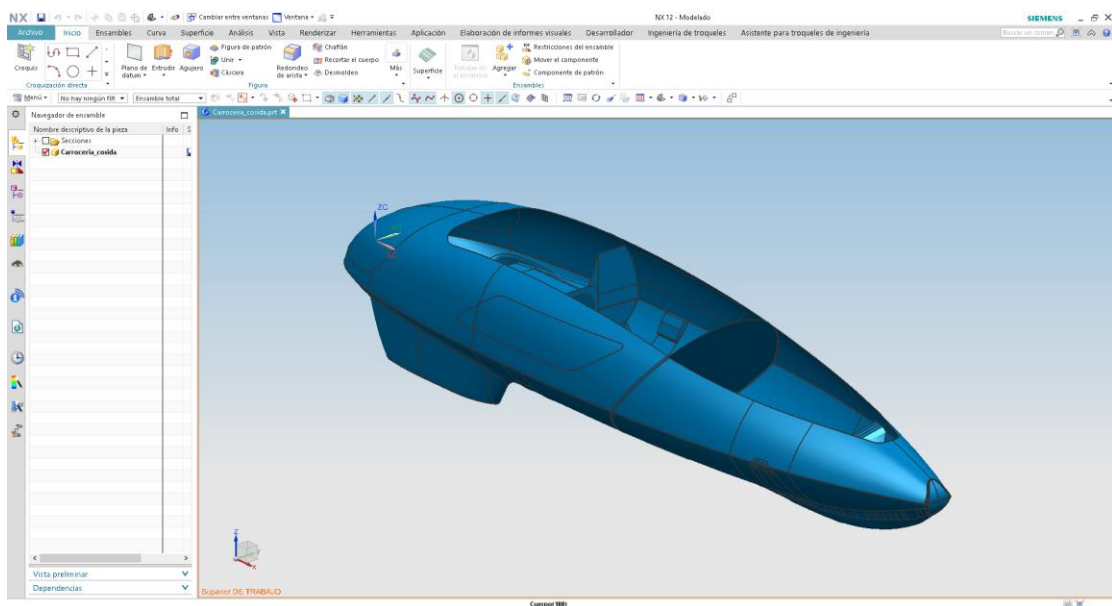 NX
Cambiar entre ventanas
Ventana
NX 12 - Modelado
SIEMENS
Archivo Inicio Ensambles Curva Superficie Análisis Vista Renderizar Herramientas Aplicación Elaboración de informes visuales Desarrollador Ingeniería de troqueles Asistente para troqueles de ingeniería
Croquis
Plano de datum
Extrudir
Agujero
Figura de patrón
Unir
Cáscara
Redondeo de arista
Chaflán
Recortar el cuerpo
Desmoldeo
Más
Superficie
Agregar
Restricciones del ensamble
Mover el componente
Componente de patrón
Croquización directa
Figura
Ensambles
Menú
Ensamble total
Navegador de ensamble
Carroceria_cosida.prt
Nombre descriptivo de la pieza Info S
Secciones
Carroceria_cosida
ZC
Z
Y
X
Vista preliminar
Dependencias
Superior DE TRABAJO